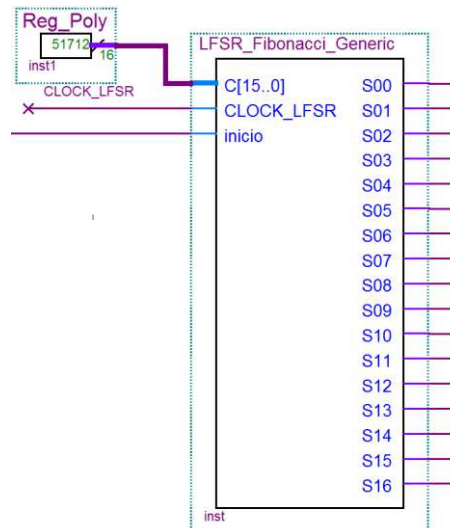 Reg_Poly
51712
16
inst1
CLOCK_LFSR
LFSR_Fibonacci_Generic
C[15..0]
CLOCK_LFSR
inicio
S00
S01
S02
S03
S04
S05
S06
S07
S08
S09
S10
S11
S12
S13
S14
S15
S16
inst